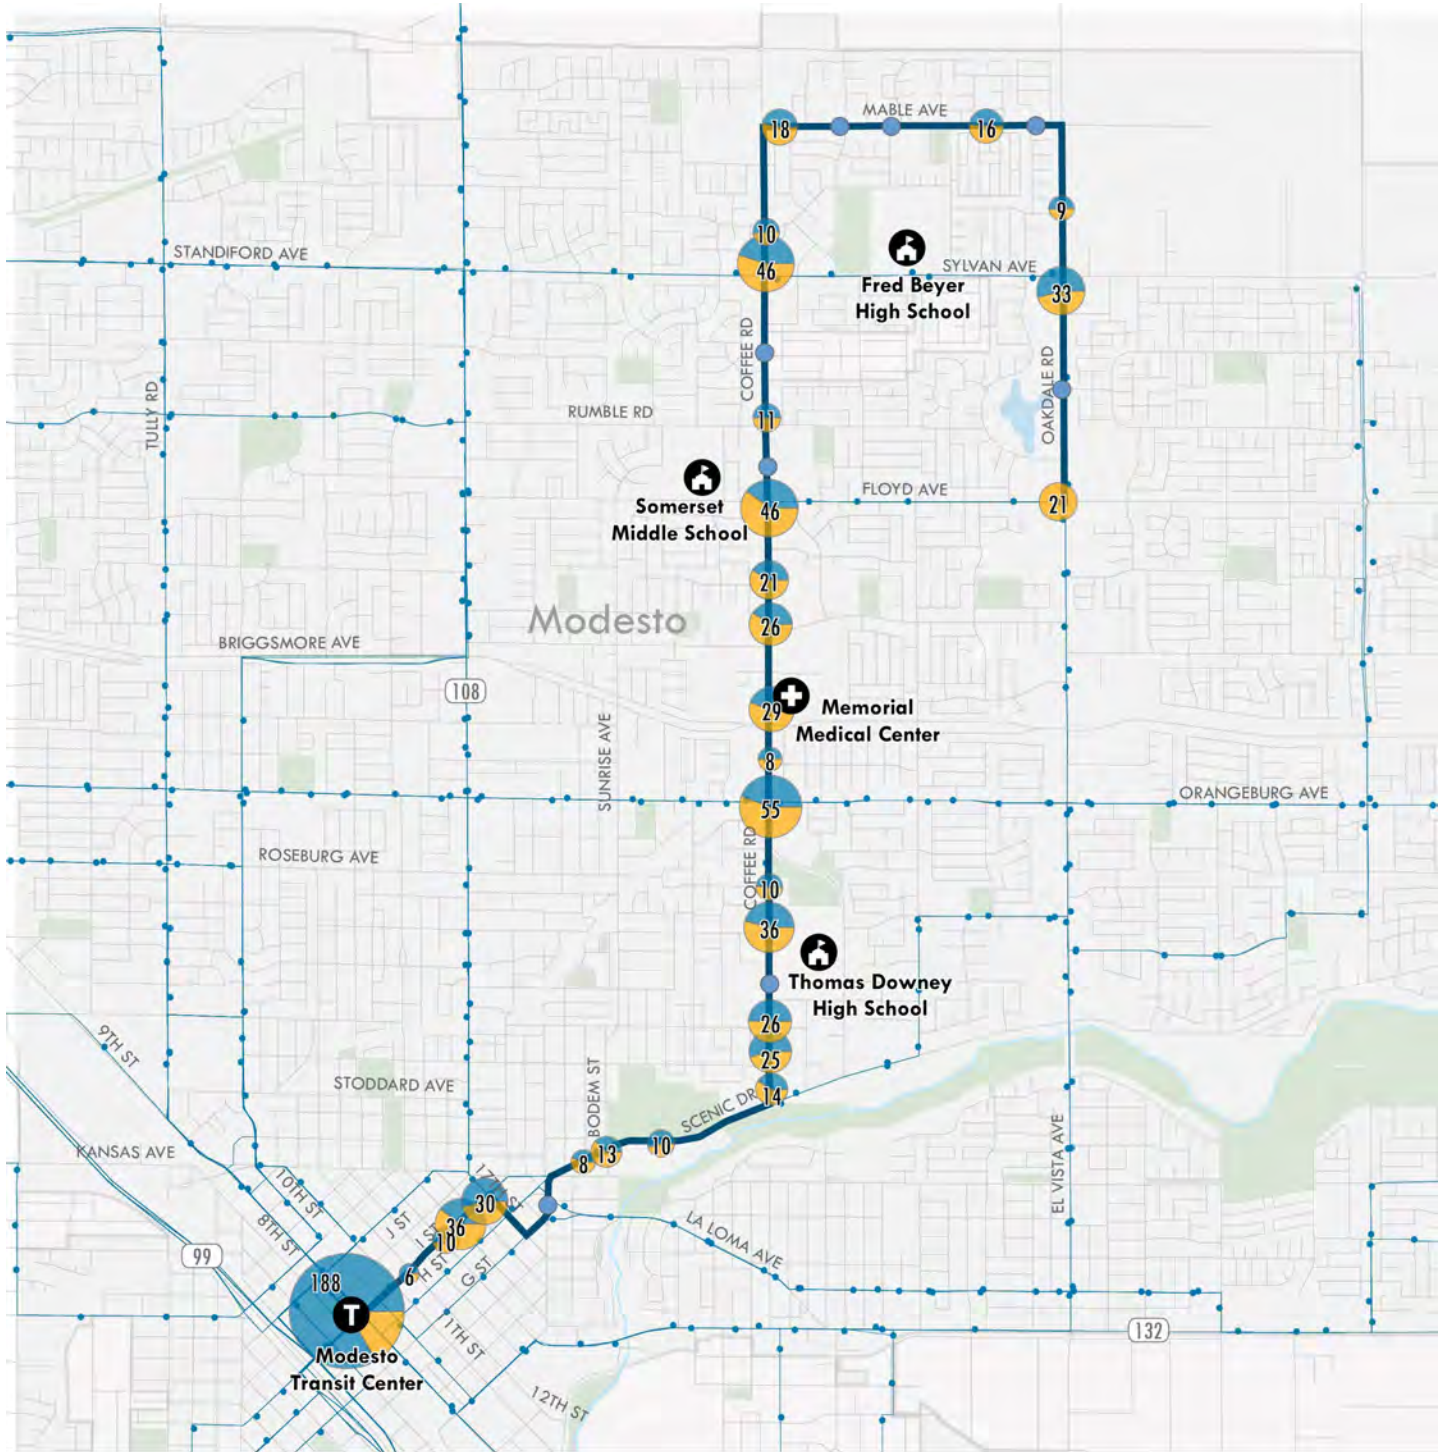 MABLE AVE
18
16
9
10
STANDIFORD AVE
46
SYLVAN AVE
Fred Beyer
High School
33
COFFEE RD
OAKDALE RD
TULLY RD
RUMBLE RD
11
Somerset
Middle School
46
FLOYD AVE
21
21
Modesto
26
BRIGGSMORE AVE
108
29
Memorial
Medical Center
SUNRISE AVE
8
55
ORANGEBURG AVE
ROSEBURG AVE
COFFEE RD
10
36
Thomas Downey
High School
26
25
9TH ST
STODDARD AVE
BODEM ST
SCENIC DR
14
KANSAS AVE
8
13
10
EL VISTA AVE
10TH ST
17TH ST
30
J ST
I ST
36
10
8TH ST
H ST
G ST
LA LOMA AVE
99
6
188
T
11TH ST
132
Modesto
Transit Center
12TH ST